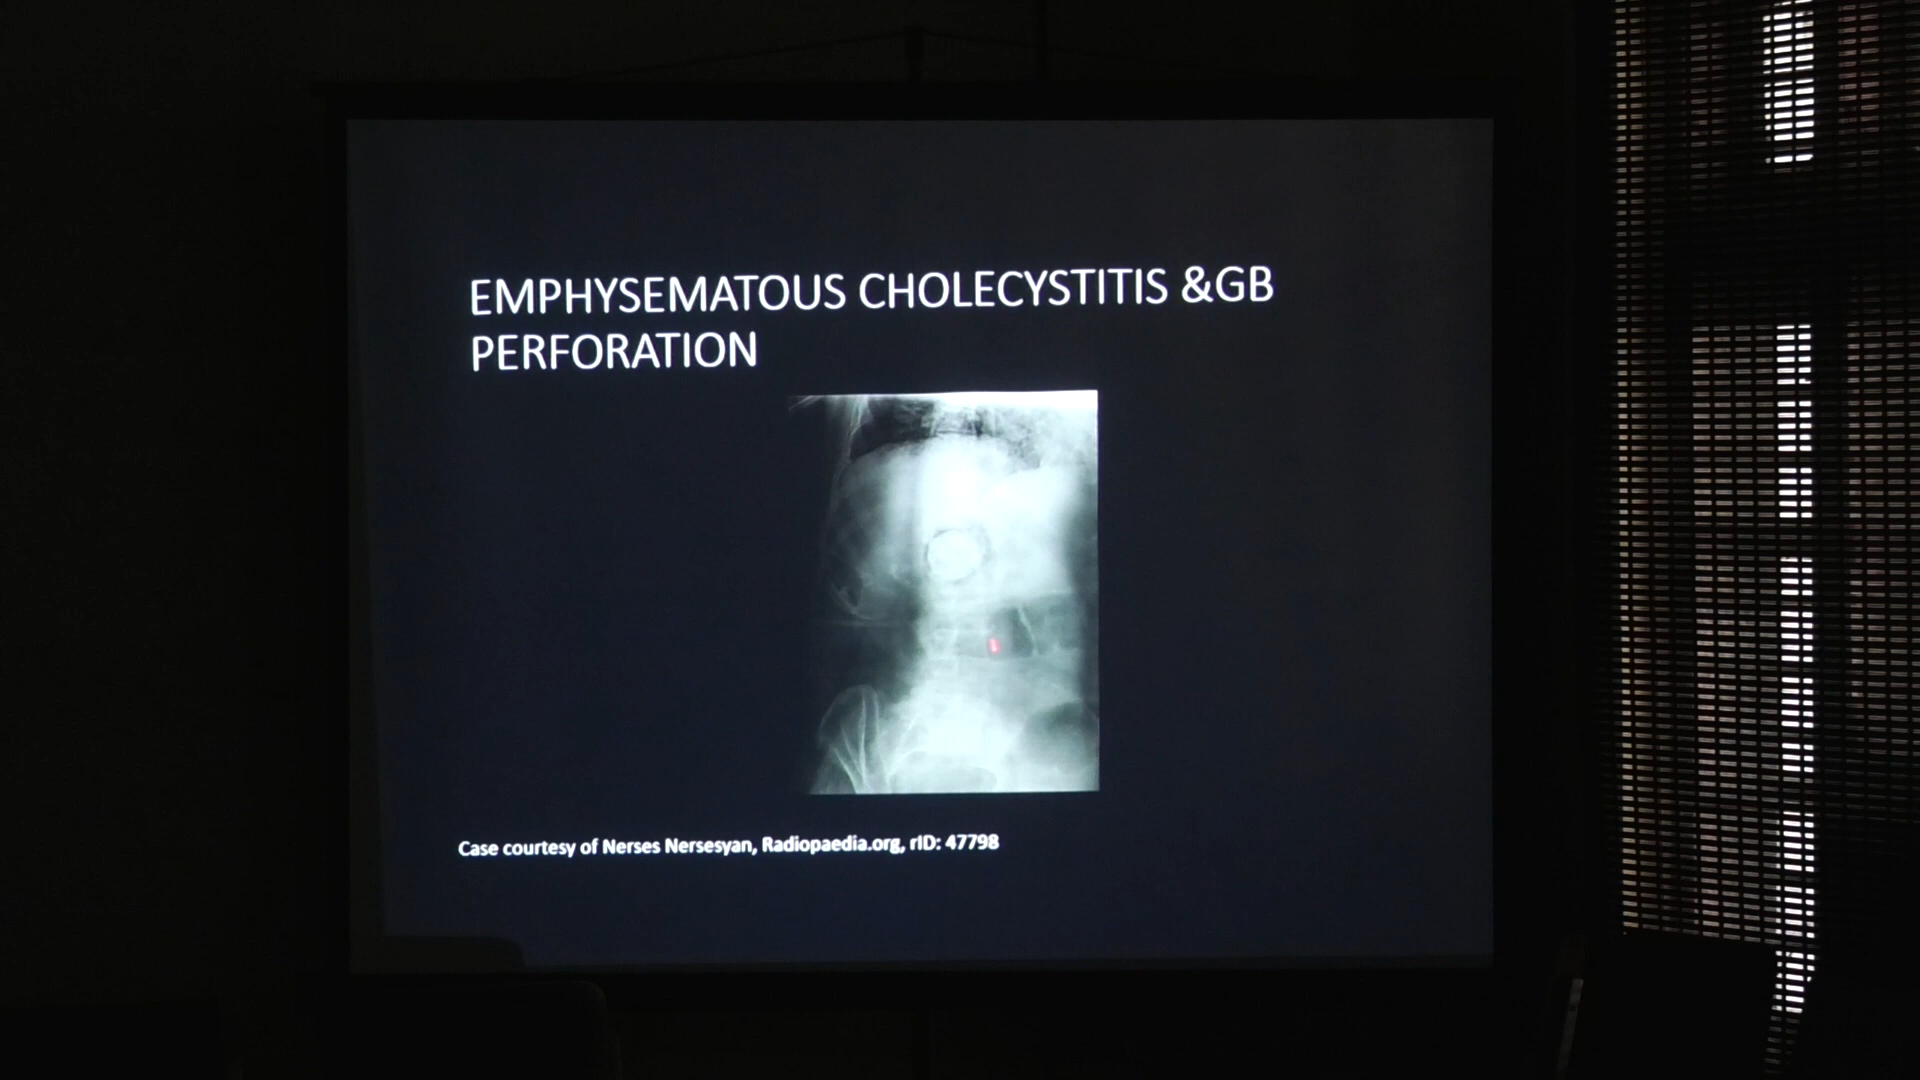 EMPHYSEMATOUS CHOLECYSTITIS &GB
PERFORATION
Case courtesy of Nerses Nersesyan, Radiopaedia.org, rID: 47798